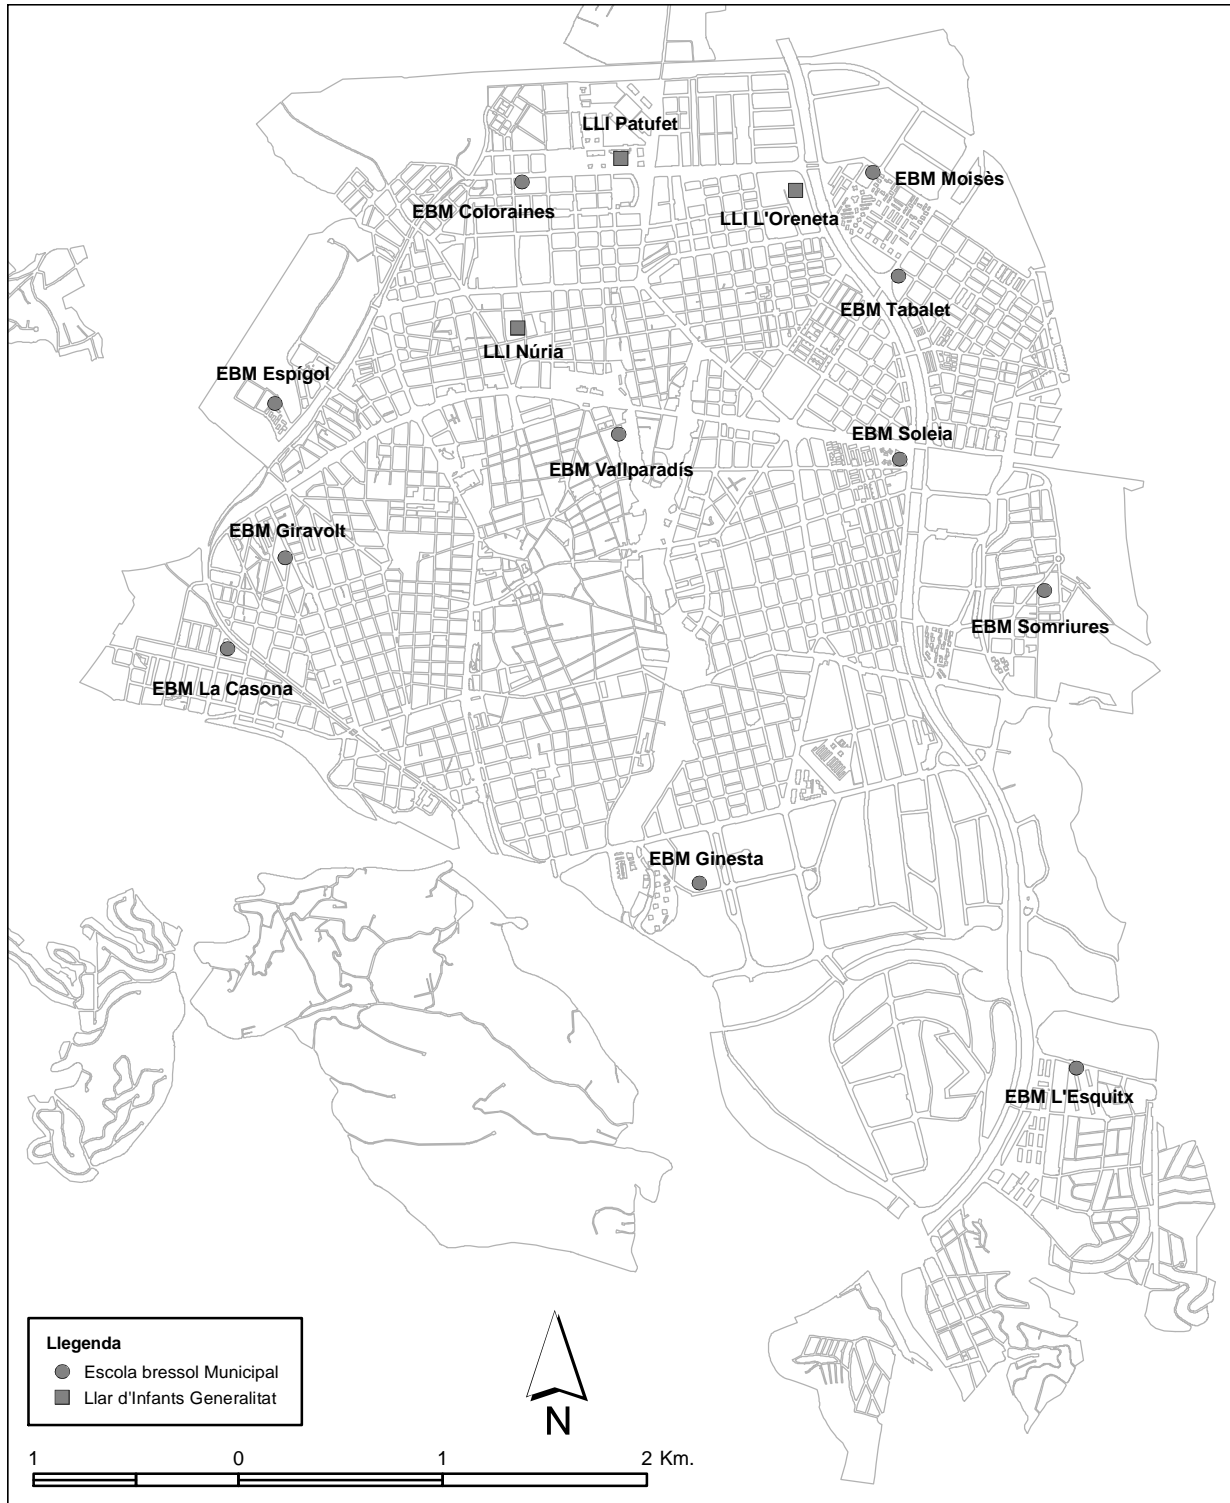 LLI Patufet
EBM Moisès
EBM Coloraines
LLI L'Oreneta
EBM Tabalet
LLI Núria
EBM Espígol
EBM Soleia
EBM Vallparadís
EBM Giravolt
EBM Somriures
EBM La Casona
EBM Ginesta
EBM L'Esquitx
Llegenda
Escola bressol Municipal
Llar d'Infants Generalitat
N
1 0 1 2 Km.